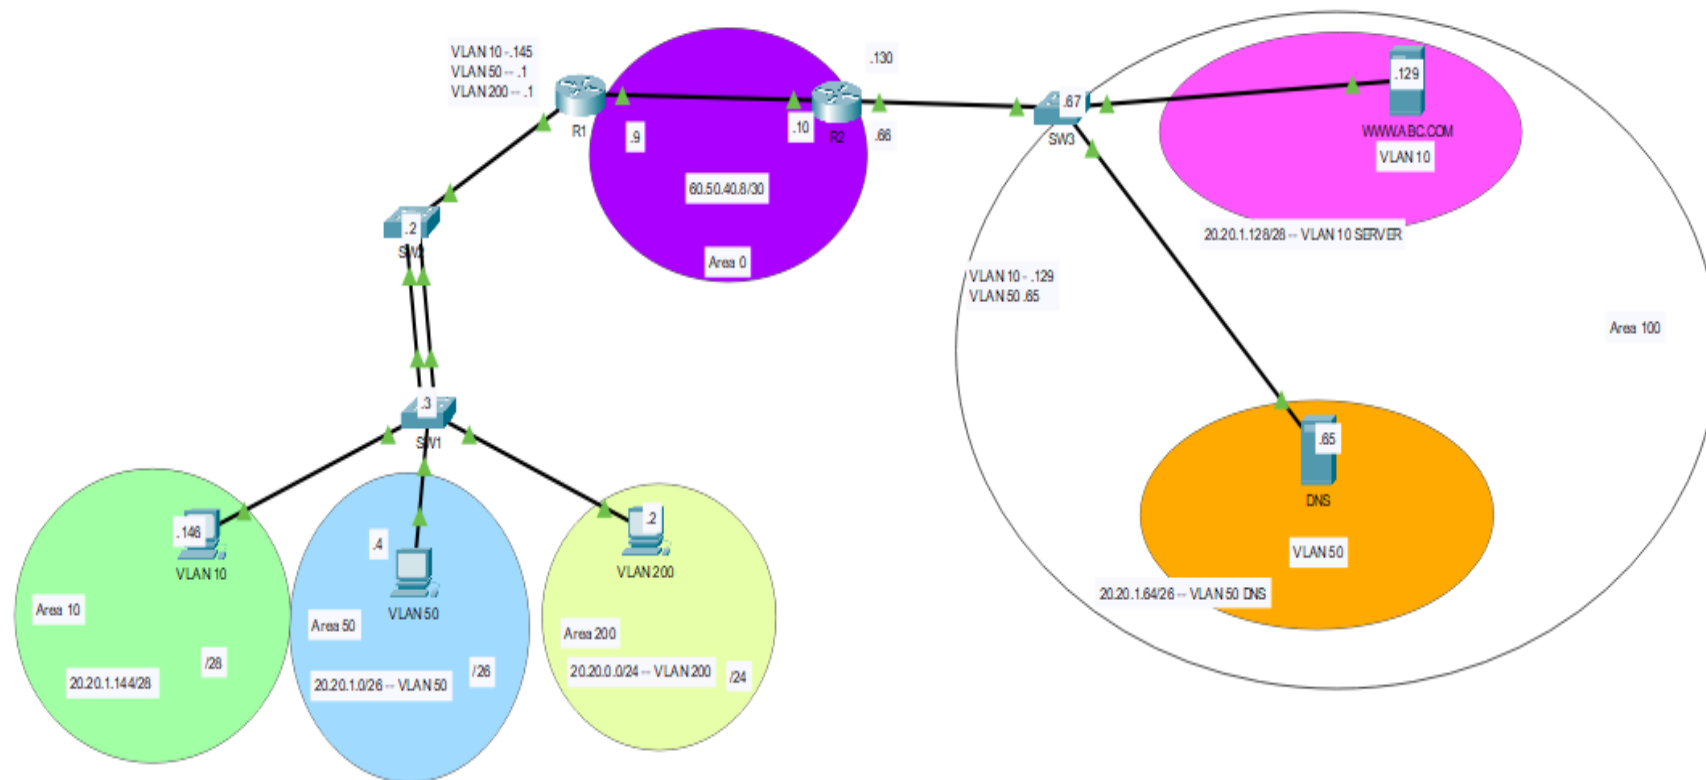 VLAN 10 -.145
VLAN 50 -- .1
VLAN 200 -- .1
R1
.9
.10
R2
.130
.66
60.50.40.8/30
Area 0
.67
SW3
.129
WWW.ABC.COM
VLAN 10
20.20.1.128/28 -- VLAN 10 SERVER
VLAN 10 - .129
VLAN 50 .65
Area 100
.65
DNS
VLAN 50
20.20.1.64/26 -- VLAN 50 DNS
.2
SW2
.3
SW1
.146
VLAN 10
Area 10
/28
20.20.1.144/28
.4
VLAN 50
Area 50
/26
20.20.1.0/26 -- VLAN 50
.2
VLAN 200
Area 200
20.20.0.0/24 -- VLAN 200
/24